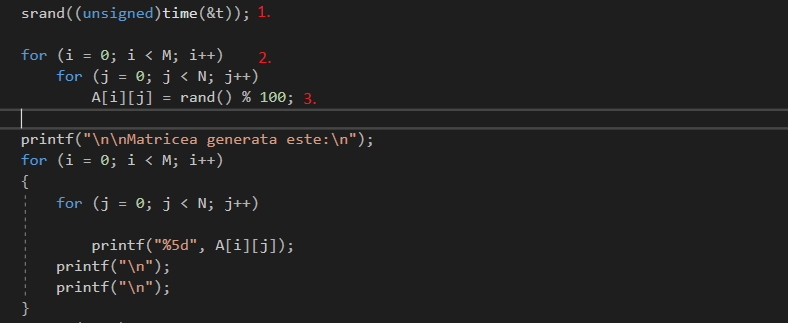 srand((unsigned)time(&t)); 1.
for (i = 0; i < M; i++) 2.
for (j = 0; j < N; j++)
A[i][j] = rand() % 100; 3.
printf("\n\nMatricea generata este:\n");
for (i = 0; i < M; i++)
{
for (j = 0; j < N; j++)
printf("%5d", A[i][j]);
printf("\n");
printf("\n");
}